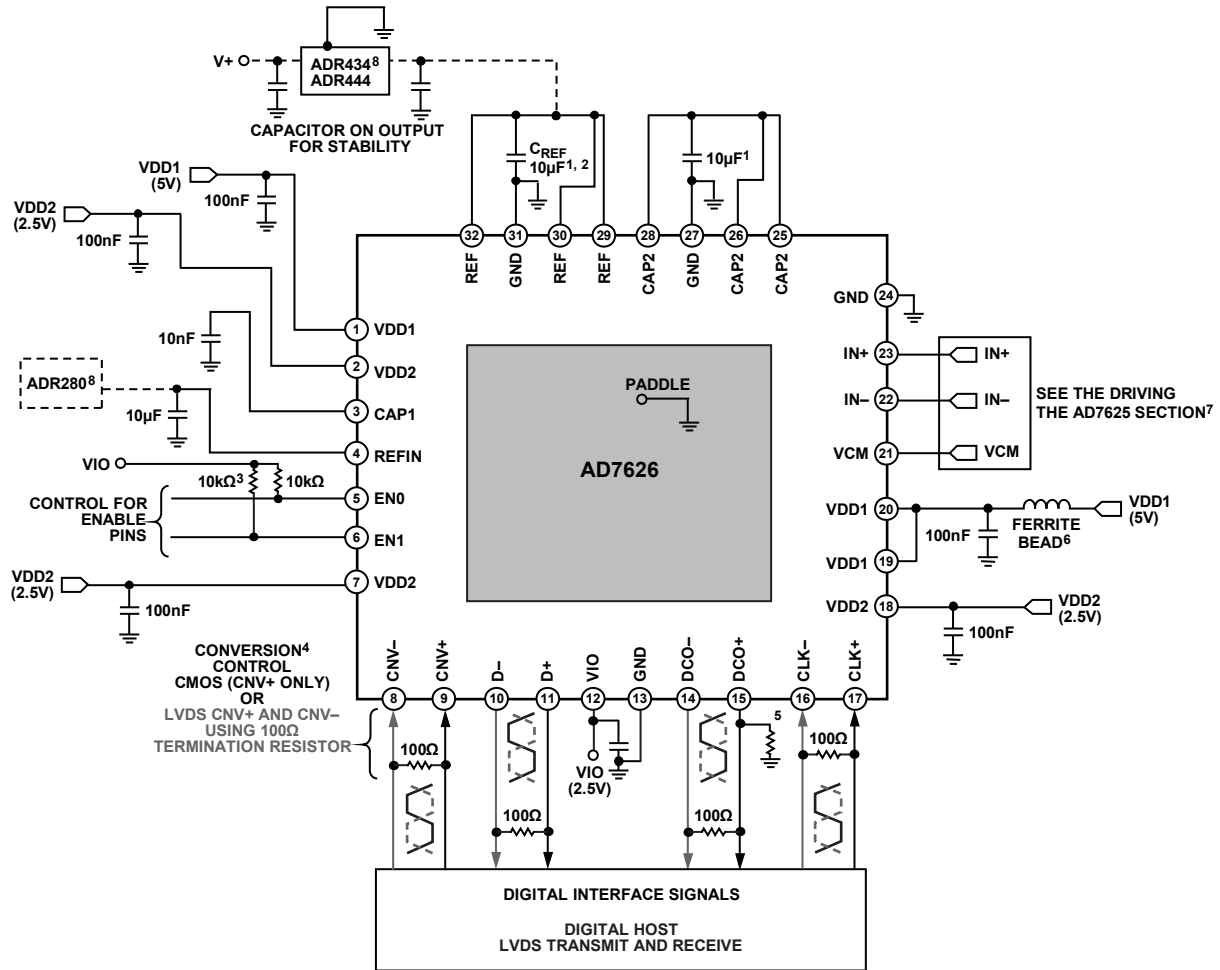 V+
ADR434⁸
ADR444
CAPACITOR ON OUTPUT
FOR STABILITY
C_REF
10µF¹, ²
10µF¹
VDD1
(5V)
100nF
VDD2
(2.5V)
100nF
32
31
30
29
28
27
26
25
REF
GND
REF
REF
CAP2
GND
CAP2
CAP2
1
VDD1
2
VDD2
10nF
3
CAP1
ADR280⁸
10µF
4
REFIN
VIO
10kΩ³
10kΩ
CONTROL FOR
ENABLE
PINS
5
EN0
6
EN1
VDD2
(2.5V)
7
VDD2
100nF
PADDLE
AD7626
GND
24
IN+
23
IN+
IN–
22
IN–
VCM
21
VCM
SEE THE DRIVING
THE AD7625 SECTION⁷
VDD1
20
VDD1
19
100nF
FERRITE
BEAD⁶
VDD1
(5V)
VDD2
18
VDD2
(2.5V)
100nF
CNV-
CNV+
D-
D+
VIO
GND
DCO-
DCO+
CLK-
CLK+
8
9
10
11
12
13
14
15
16
17
CONVERSION⁴
CONTROL
CMOS (CNV+ ONLY)
OR
LVDS CNV+ AND CNV–
USING 100Ω
TERMINATION RESISTOR
100Ω
100Ω
VIO
(2.5V)
100Ω
5
100Ω
DIGITAL INTERFACE SIGNALS
DIGITAL HOST
LVDS TRANSMIT AND RECEIVE